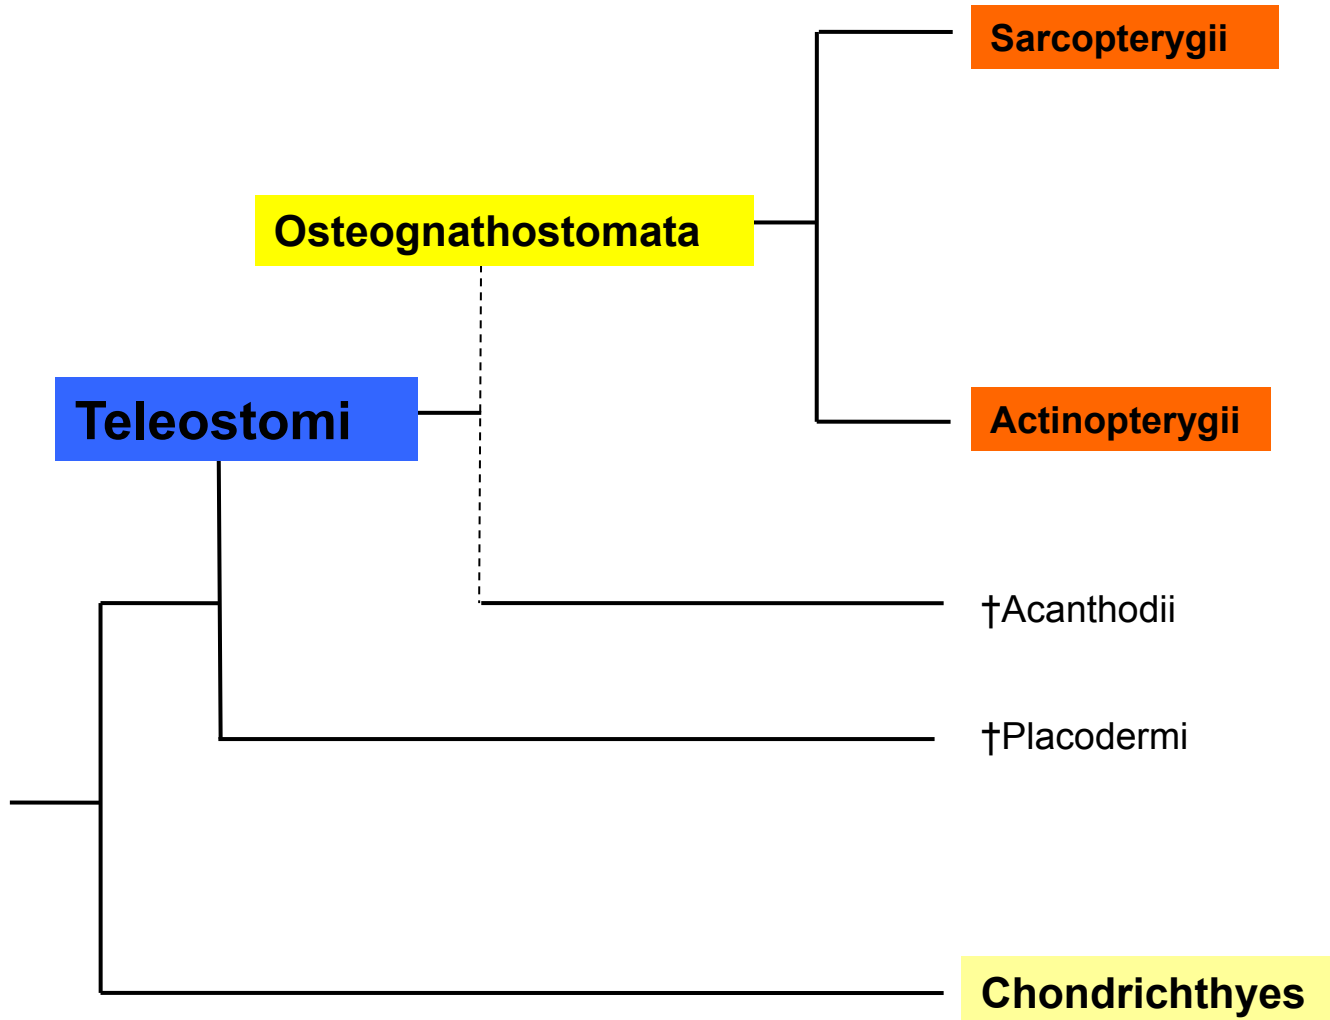 Sarcopterygii
Osteognathostomata
Teleostomi
Actinopterygii
†Acanthodii
†Placodermi
Chondrichthyes